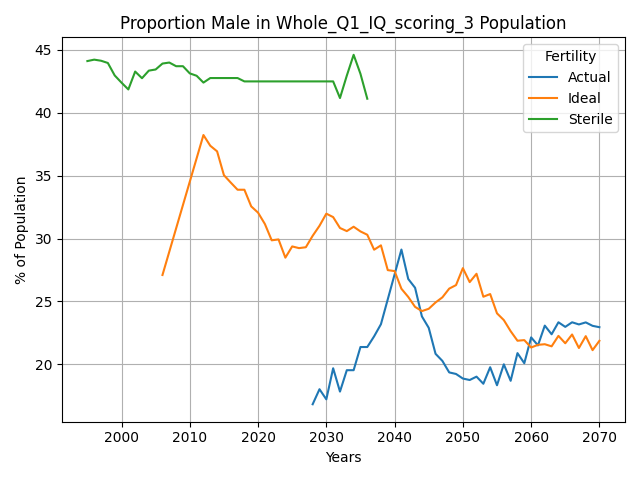 Proportion Male in Whole_Q1_IQ_scoring_3 Population
Fertility
Actual
Ideal
Sterile
% of Population
45
40
35
30
25
20
2000 2010 2020 2030 2040 2050 2060 2070
Years